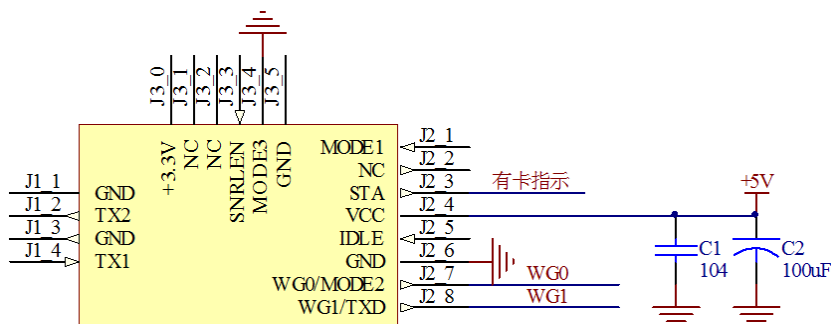 J3_0
J3_1
J3_2
J3_3
J3_4
J3_5
+3.3V
NC
NC
SNRLEN
MODE3
GND
J1_1
GND
J1_2
TX2
J1_3
GND
J1_4
TX1
MODE1
J2_1
NC
J2_2
STA
J2_3
有卡指示
VCC
J2_4
+5V
IDLE
J2_5
GND
J2_6
WG0/MODE2
J2_7
WG0
WG1/TXD
J2_8
WG1
C1
104
C2
100uF